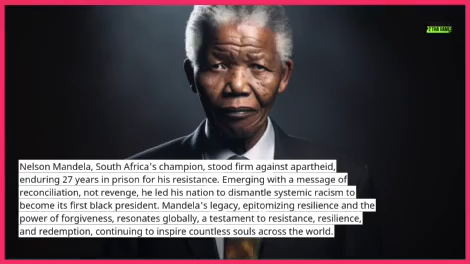 Nelson Mandela, South Africa's champion, stood firm against apartheid,
enduring 27 years in prison for his resistance. Emerging with a message of
reconciliation, not revenge, he led his nation to dismantle systemic racism to
become its first black president. Mandela's legacy, epitomizing resilience and the
power of forgiveness, resonates globally, a testament to resistance, resilience,
and redemption, continuing to inspire countless souls across the world.